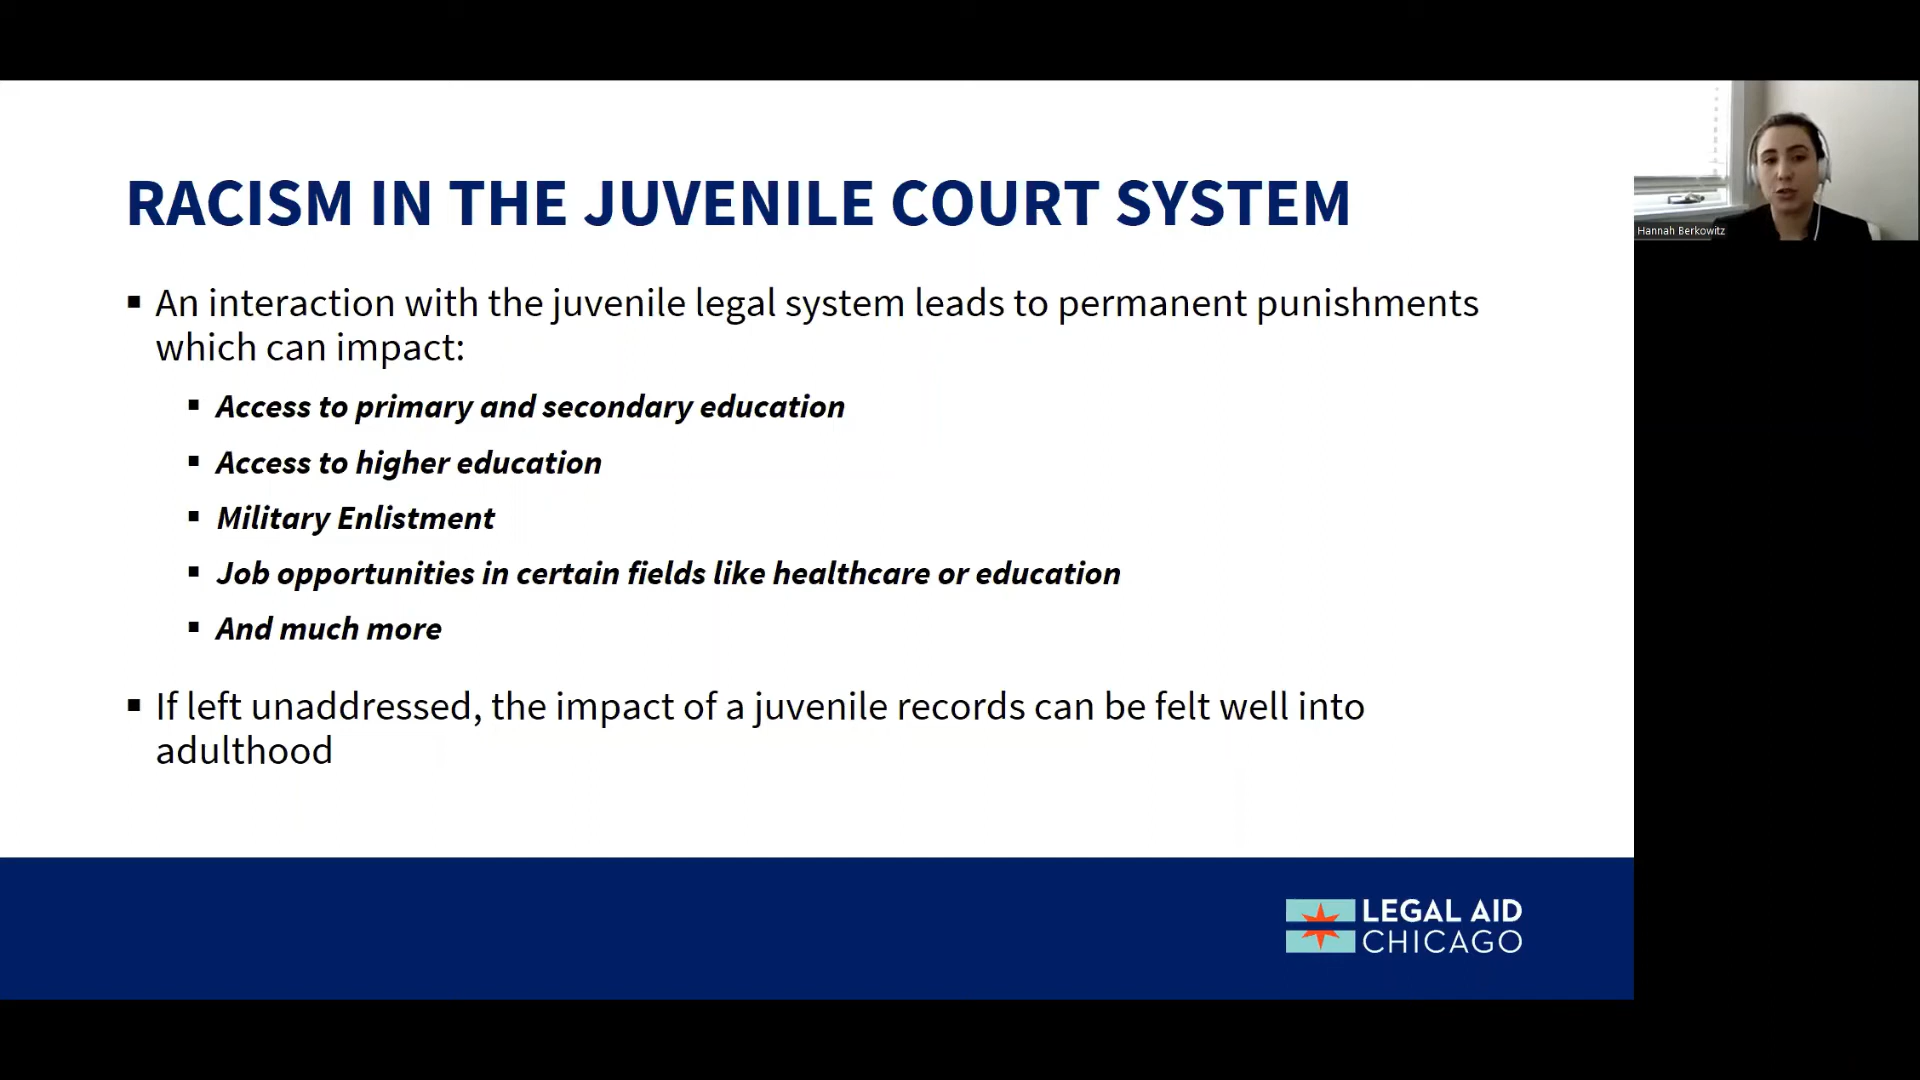 RACISM IN THE JUVENILE COURT SYSTEM
Hannah Berkowitz
▪ An interaction with the juvenile legal system leads to permanent punishments
which can impact:
▪ Access to primary and secondary education
▪ Access to higher education
▪ Military Enlistment
▪ Job opportunities in certain fields like healthcare or education
▪ And much more
▪ If left unaddressed, the impact of a juvenile records can be felt well into
adulthood
LEGAL AID
CHICAGO